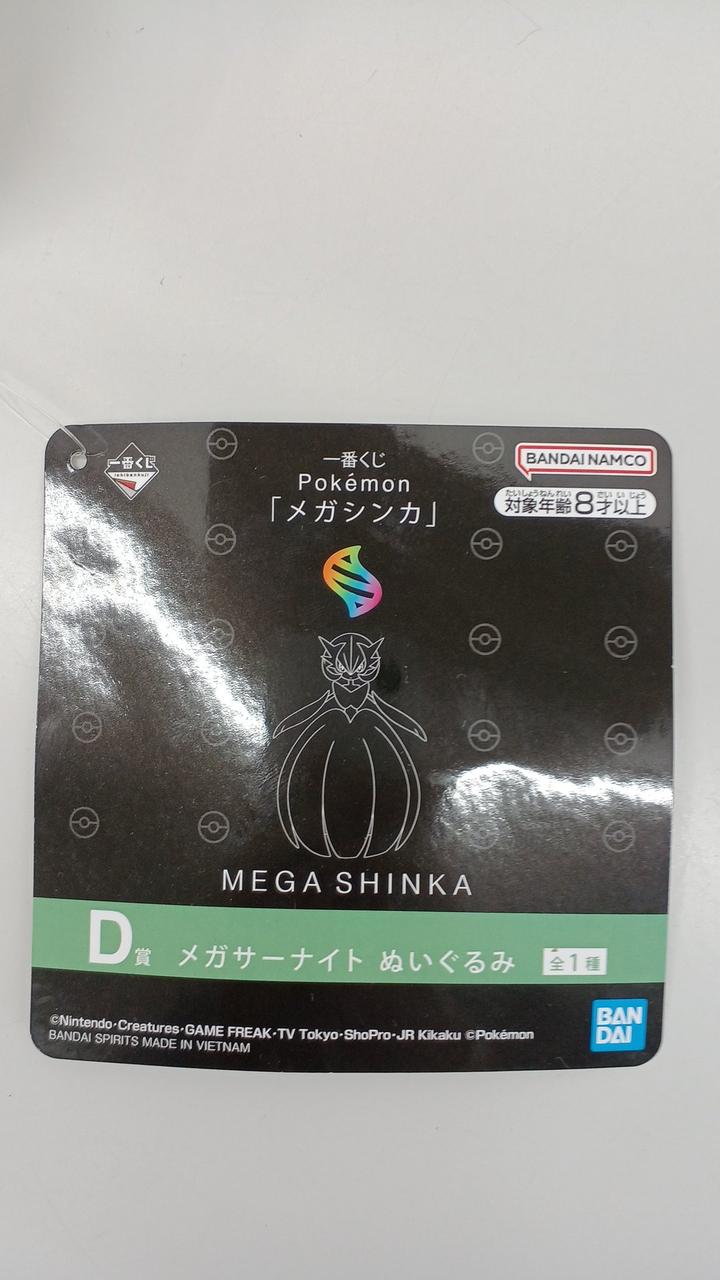 一番くじ
ichibankuji
一番くじ
Pokémon
「メガシンカ」
BANDAI NAMCO
たいしょうねんれい さい いじょう
対象年齢8才以上
MEGA SHINKA
D賞 メガサーナイト ぬいぐるみ 全1種
©Nintendo･Creatures･GAME FREAK･TV Tokyo･ShoPro･JR Kikaku ©Pokémon
BANDAI SPIRITS MADE IN VIETNAM
BAN
DAI